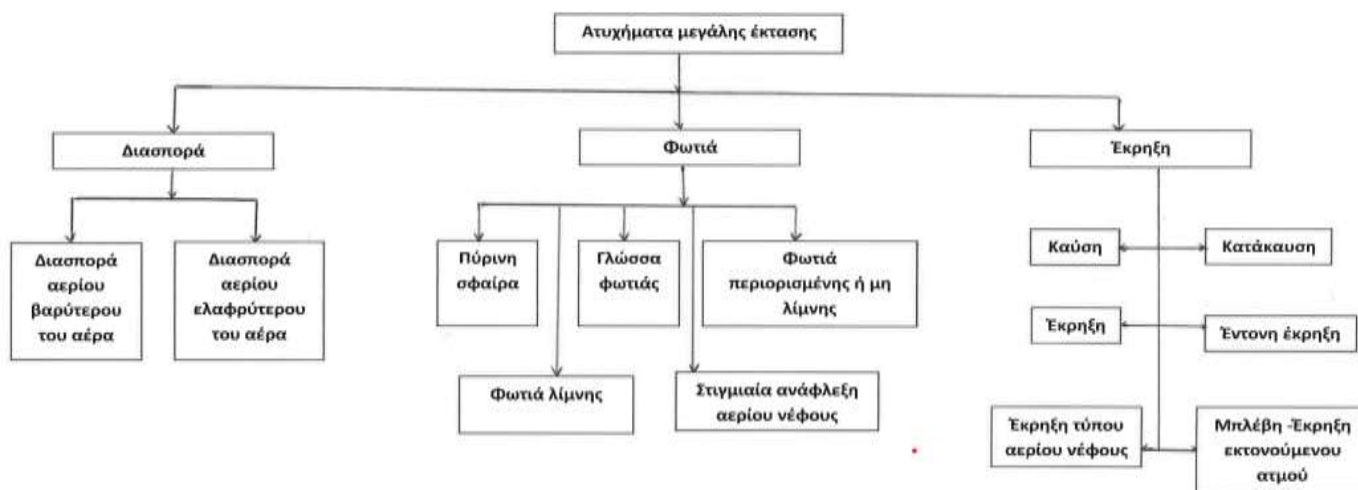 Ατυχήματα μεγάλης έκτασης
Διασπορά
Φωτιά
Έκρηξη
Διασπορά
αερίου
βαρύτερου
του αέρα
Διασπορά
αερίου
ελαφρύτερου
του αέρα
Πύρινη
σφαίρα
Γλώσσα
φωτιάς
Φωτιά
περιορισμένης ή μη
λίμνης
Φωτιά λίμνης
Στιγμιαία ανάφλεξη
αερίου νέφους
Καύση
Κατάκαυση
Έκρηξη
Έντονη έκρηξη
Έκρηξη τύπου
αερίου νέφους
Μπλέβη -Έκρηξη
εκτονούμενου
ατμού